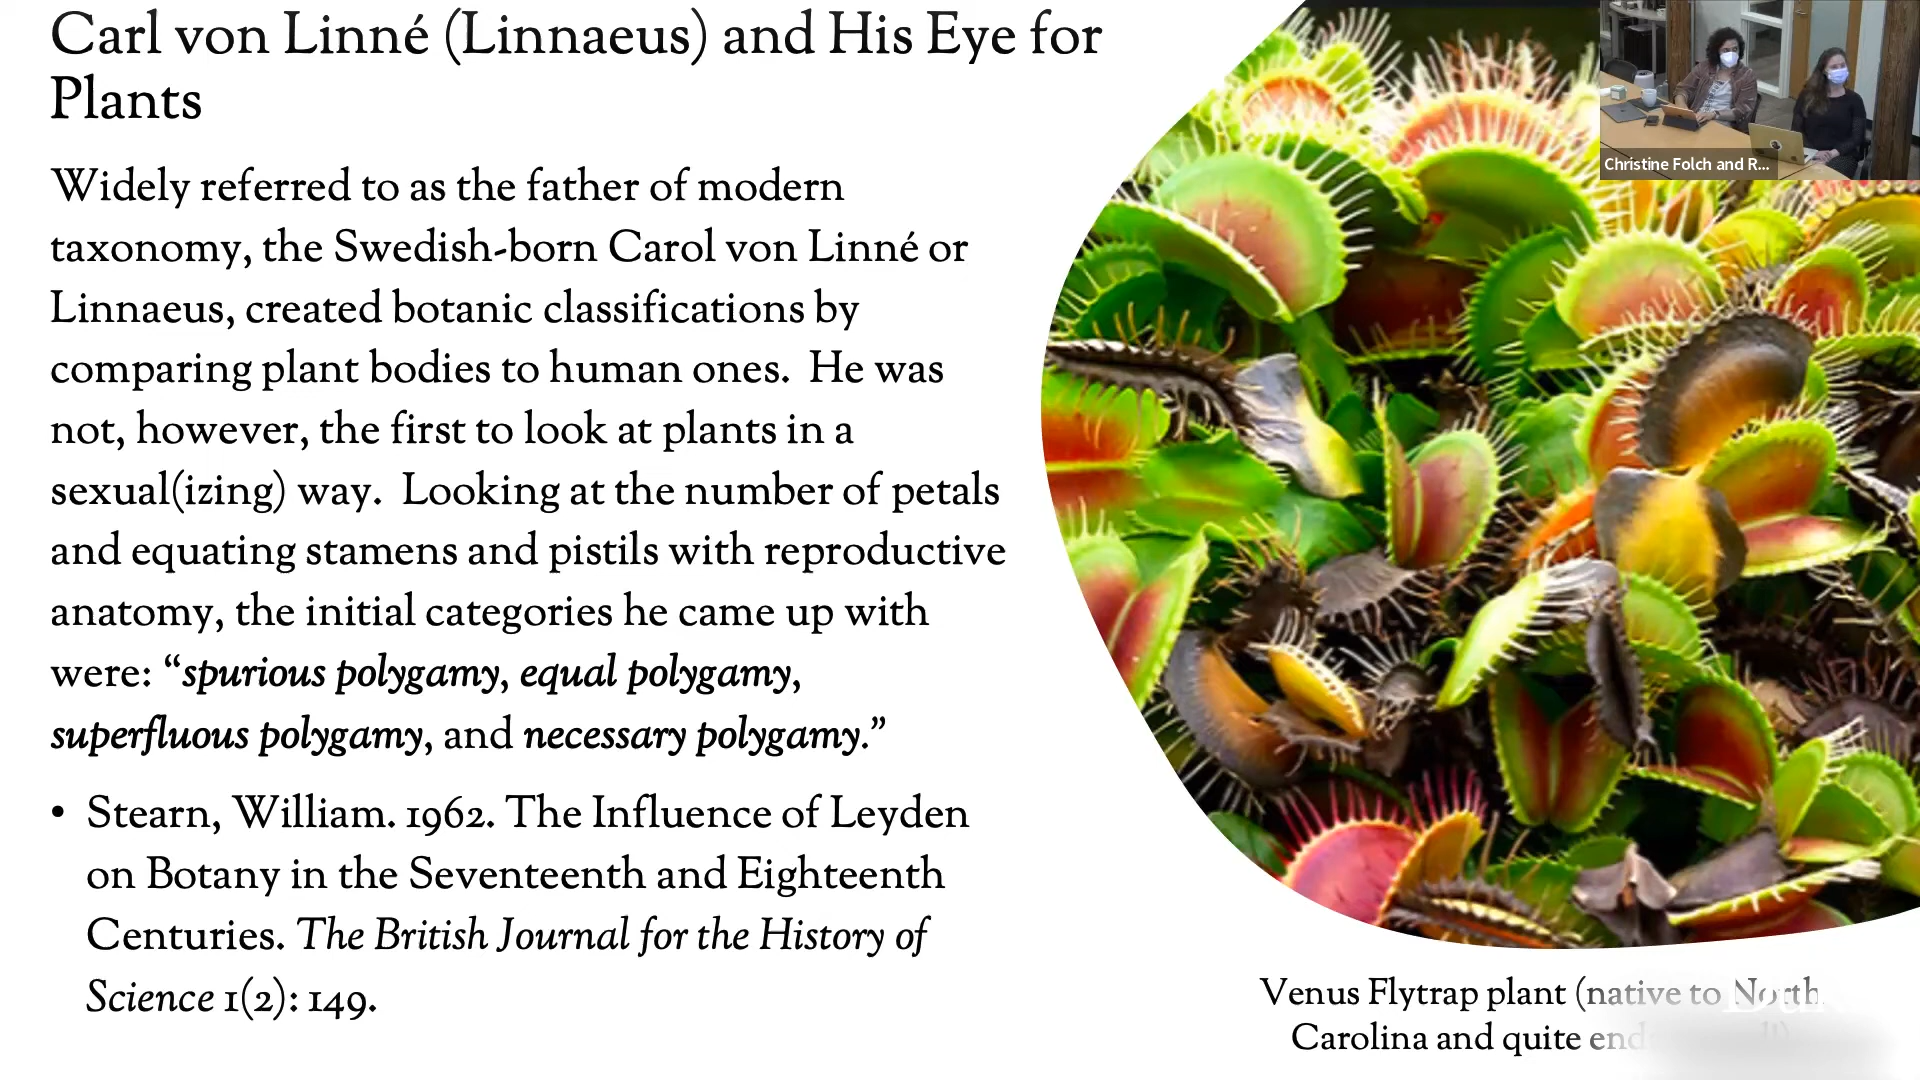 Carl von Linné (Linnaeus) and His Eye for
Plants
Widely referred to as the father of modern
taxonomy, the Swedish-born Carol von Linné or
Linnaeus, created botanic classifications by
comparing plant bodies to human ones.  He was
not, however, the first to look at plants in a
sexual(izing) way.  Looking at the number of petals
and equating stamens and pistils with reproductive
anatomy, the initial categories he came up with
were: “spurious polygamy, equal polygamy,
superfluous polygamy, and necessary polygamy.”
• Stearn, William. 1962. The Influence of Leyden
on Botany in the Seventeenth and Eighteenth
Centuries. The British Journal for the History of
Science 1(2): 149.
Christine Folch and R...
Venus Flytrap plant (native to North
Carolina and quite